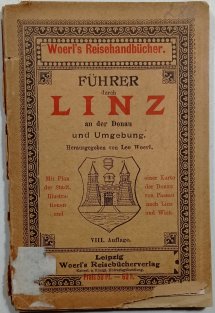 Woerl's Reisehandbücher.
FÜHRER
durch
LINZ
an der Donau
und Umgebung.
Herausgegeben von Leo Woerl.
Mit Plan
der Stadt,
Illustra-
tionen
und
einer Karte
der Donau
von Passau
nach Linz
und Wien.
VIII. Auflage.
Leipzig
Woerl's Reisebücherverlag